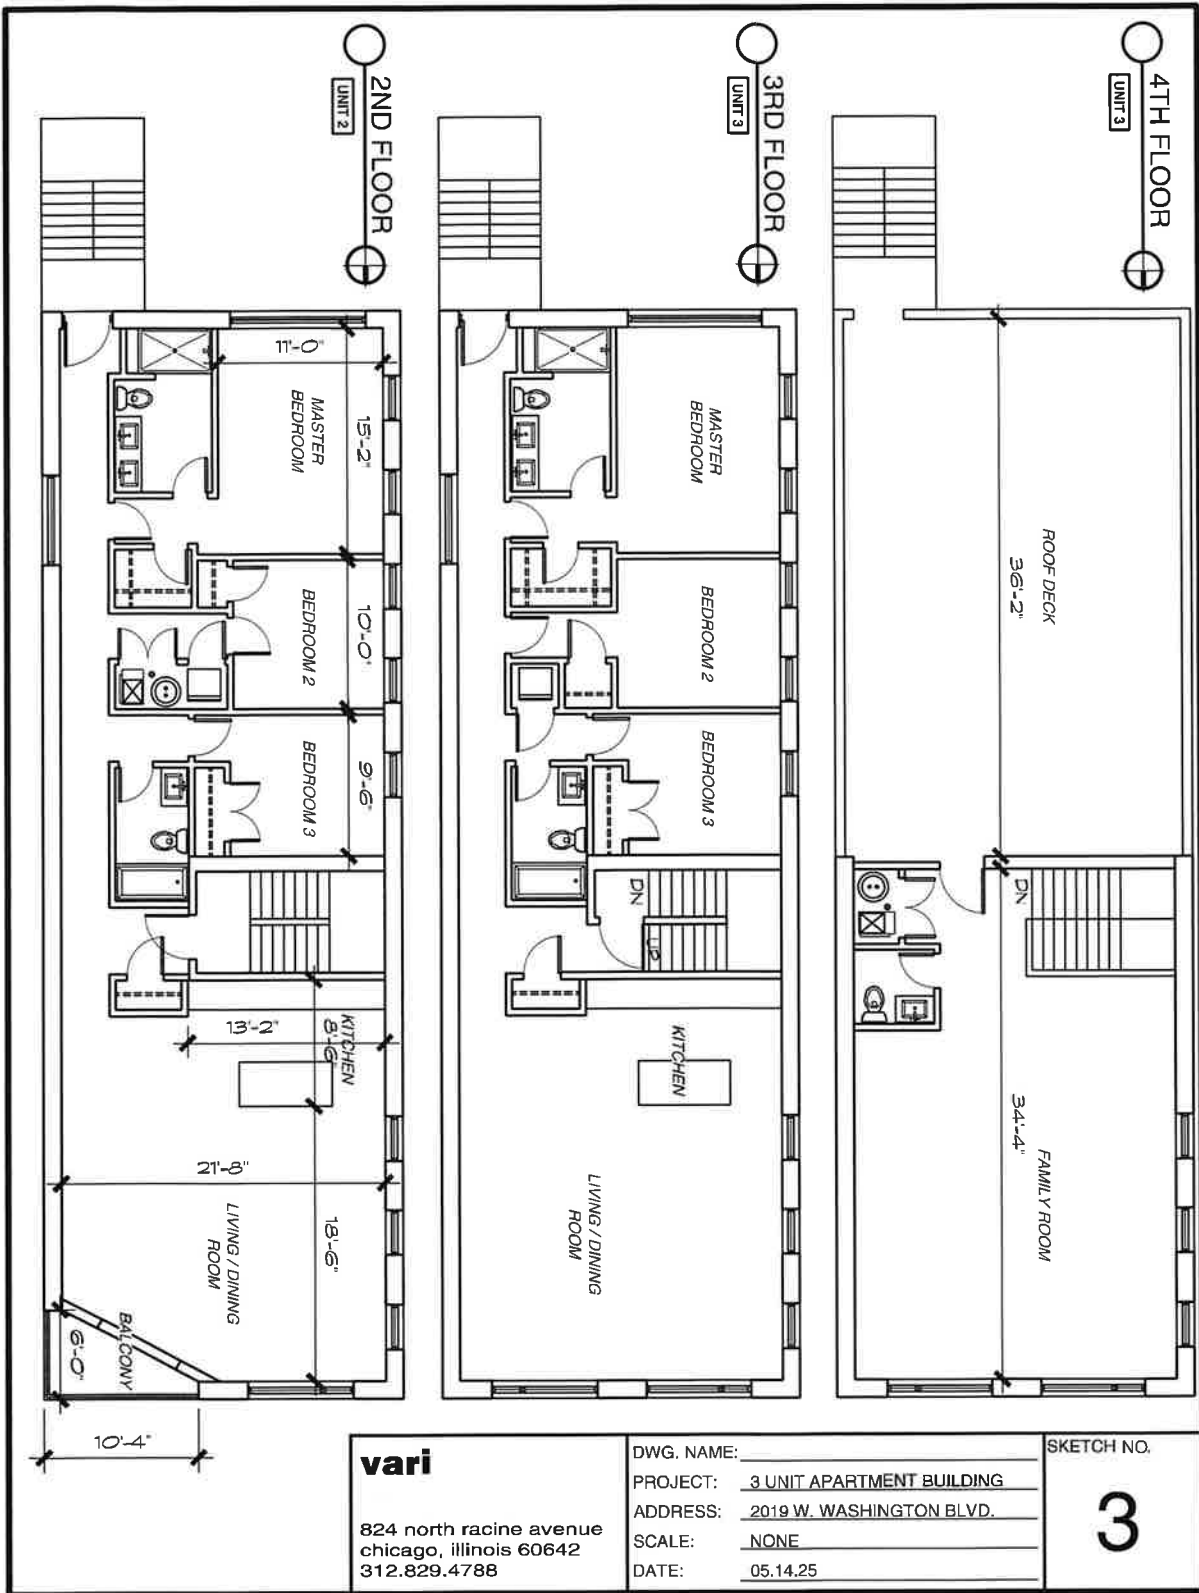 2ND FLOOR
UNIT 2
11'-0"
MASTER
BEDROOM
15'-2"
BEDROOM 2
10'-0"
BEDROOM 3
9'-6"
KITCHEN
8'-6"
13'-2"
21'-8"
LIVING / DINING
ROOM
18'-6"
BALCONY
6'-0"
10'-4"
3RD FLOOR
UNIT 3
MASTER
BEDROOM
BEDROOM 2
BEDROOM 3
DN
UP
KITCHEN
LIVING / DINING
ROOM
4TH FLOOR
UNIT 3
ROOF DECK
36'-2"
DN
34'-4"
FAMILY ROOM
vari
824 north racine avenue
chicago, illinois 60642
312.829.4788
DWG. NAME:
PROJECT: 3 UNIT APARTMENT BUILDING
ADDRESS: 2019 W. WASHINGTON BLVD.
SCALE: NONE
DATE: 05.14.25
SKETCH NO.
3